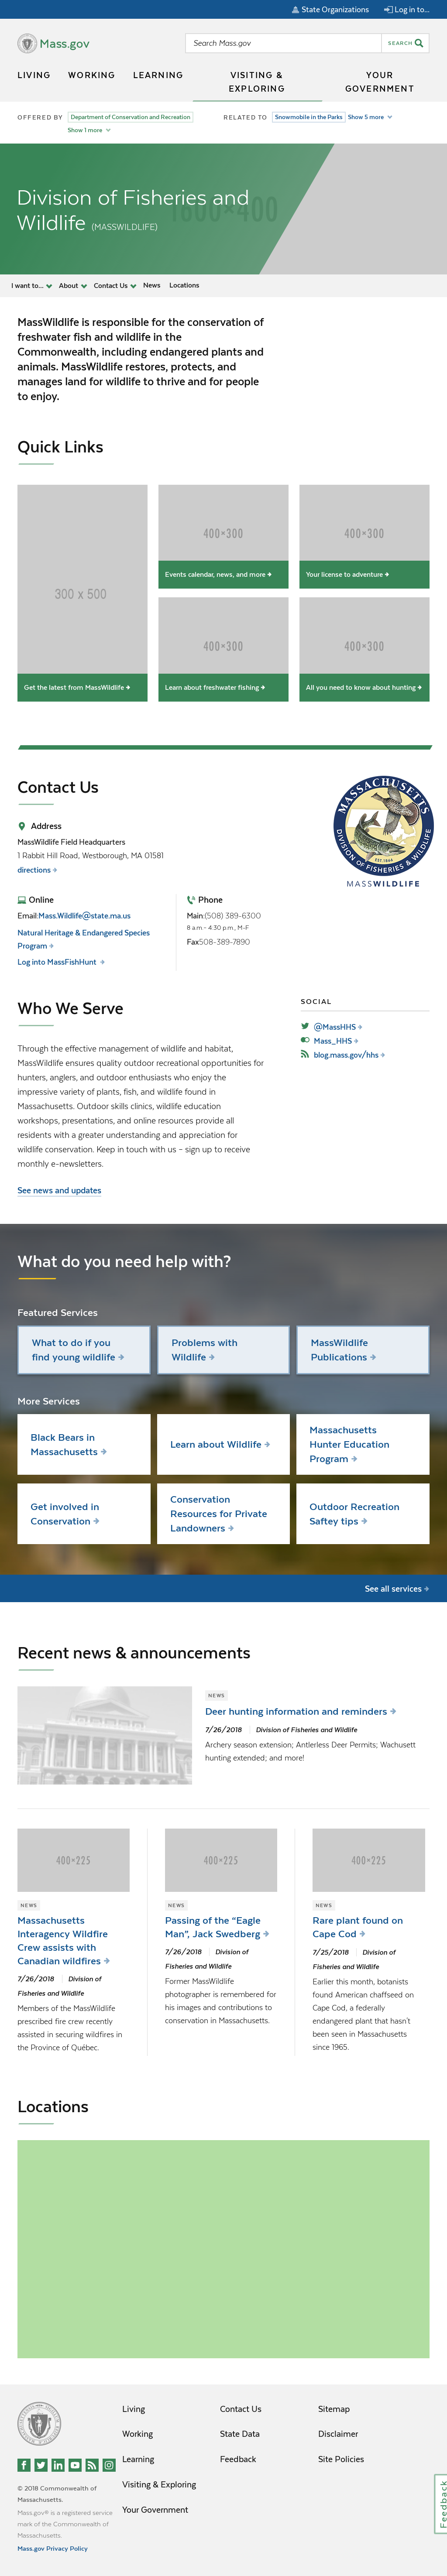 State Organizations
Log in to...
Mass.gov
Search Mass.gov
SEARCH
LIVING
WORKING
LEARNING
VISITING &
EXPLORING
YOUR
GOVERNMENT
OFFERED BY
Department of Conservation and Recreation
Show 1 more
RELATED TO
Snowmobile in the Parks
Show 5 more
Division of Fisheries and
Wildlife (MASSWILDLIFE)
1600×400
I want to...
About
Contact Us
News
Locations
MassWildlife is responsible for the conservation of
freshwater fish and wildlife in the
Commonwealth, including endangered plants and
animals. MassWildlife restores, protects, and
manages land for wildlife to thrive and for people
to enjoy.
Quick Links
300 x 500
Get the latest from MassWildlife
400×300
Events calendar, news, and more
400×300
Your license to adventure
400×300
Learn about freshwater fishing
400×300
All you need to know about hunting
Contact Us
Address
MassWildlife Field Headquarters
1 Rabbit Hill Road, Westborough, MA 01581
directions
Online
Email:Mass.Wildlife@state.ma.us
Natural Heritage & Endangered Species
Program
Log into MassFishHunt
Phone
Main:(508) 389-6300
8 a.m - 4:30 p.m., M-F
Fax508-389-7890
MASSACHUSETTS
DIVISION OF FISHERIES & WILDLIFE
MASSWILDLIFE
Who We Serve
Through the effective management of wildlife and habitat,
MassWildlife ensures quality outdoor recreational opportunities for
hunters, anglers, and outdoor enthusiasts who enjoy the
impressive variety of plants, fish, and wildlife found in
Massachusetts. Outdoor skills clinics, wildlife education
workshops, presentations, and online resources provide all
residents with a greater understanding and appreciation for
wildlife conservation. Keep in touch with us – sign up to receive
monthly e-newsletters.
See news and updates
SOCIAL
@MassHHS
Mass_HHS
blog.mass.gov/hhs
What do you need help with?
Featured Services
What to do if you
find young wildlife
Problems with
Wildlife
MassWildlife
Publications
More Services
Black Bears in
Massachusetts
Learn about Wildlife
Massachusetts
Hunter Education
Program
Get involved in
Conservation
Conservation
Resources for Private
Landowners
Outdoor Recreation
Saftey tips
See all services
Recent news & announcements
NEWS
Deer hunting information and reminders
7/26/2018
Division of Fisheries and Wildlife
Archery season extension; Antlerless Deer Permits; Wachusett
hunting extended; and more!
400×225
NEWS
Massachusetts
Interagency Wildfire
Crew assists with
Canadian wildfires
7/26/2018
Division of
Fisheries and Wildlife
Members of the MassWildlife
prescribed fire crew recently
assisted in securing wildfires in
the Province of Québec.
400×225
NEWS
Passing of the “Eagle
Man”, Jack Swedberg
7/26/2018
Division of
Fisheries and Wildlife
Former MassWildlife
photographer is remembered for
his images and contributions to
conservation in Massachusetts.
400×225
NEWS
Rare plant found on
Cape Cod
7/25/2018
Division of
Fisheries and Wildlife
Earlier this month, botanists
found American chaffseed on
Cape Cod, a federally
endangered plant that hasn't
been seen in Massachusetts
since 1965.
Locations
Living
Working
Learning
Visiting & Exploring
Your Government
Contact Us
State Data
Feedback
Sitemap
Disclaimer
Site Policies
© 2018 Commonwealth of
Massachusetts.
Mass.gov® is a registered service
mark of the Commonwealth of
Massachusetts.
Mass.gov Privacy Policy
Feedback